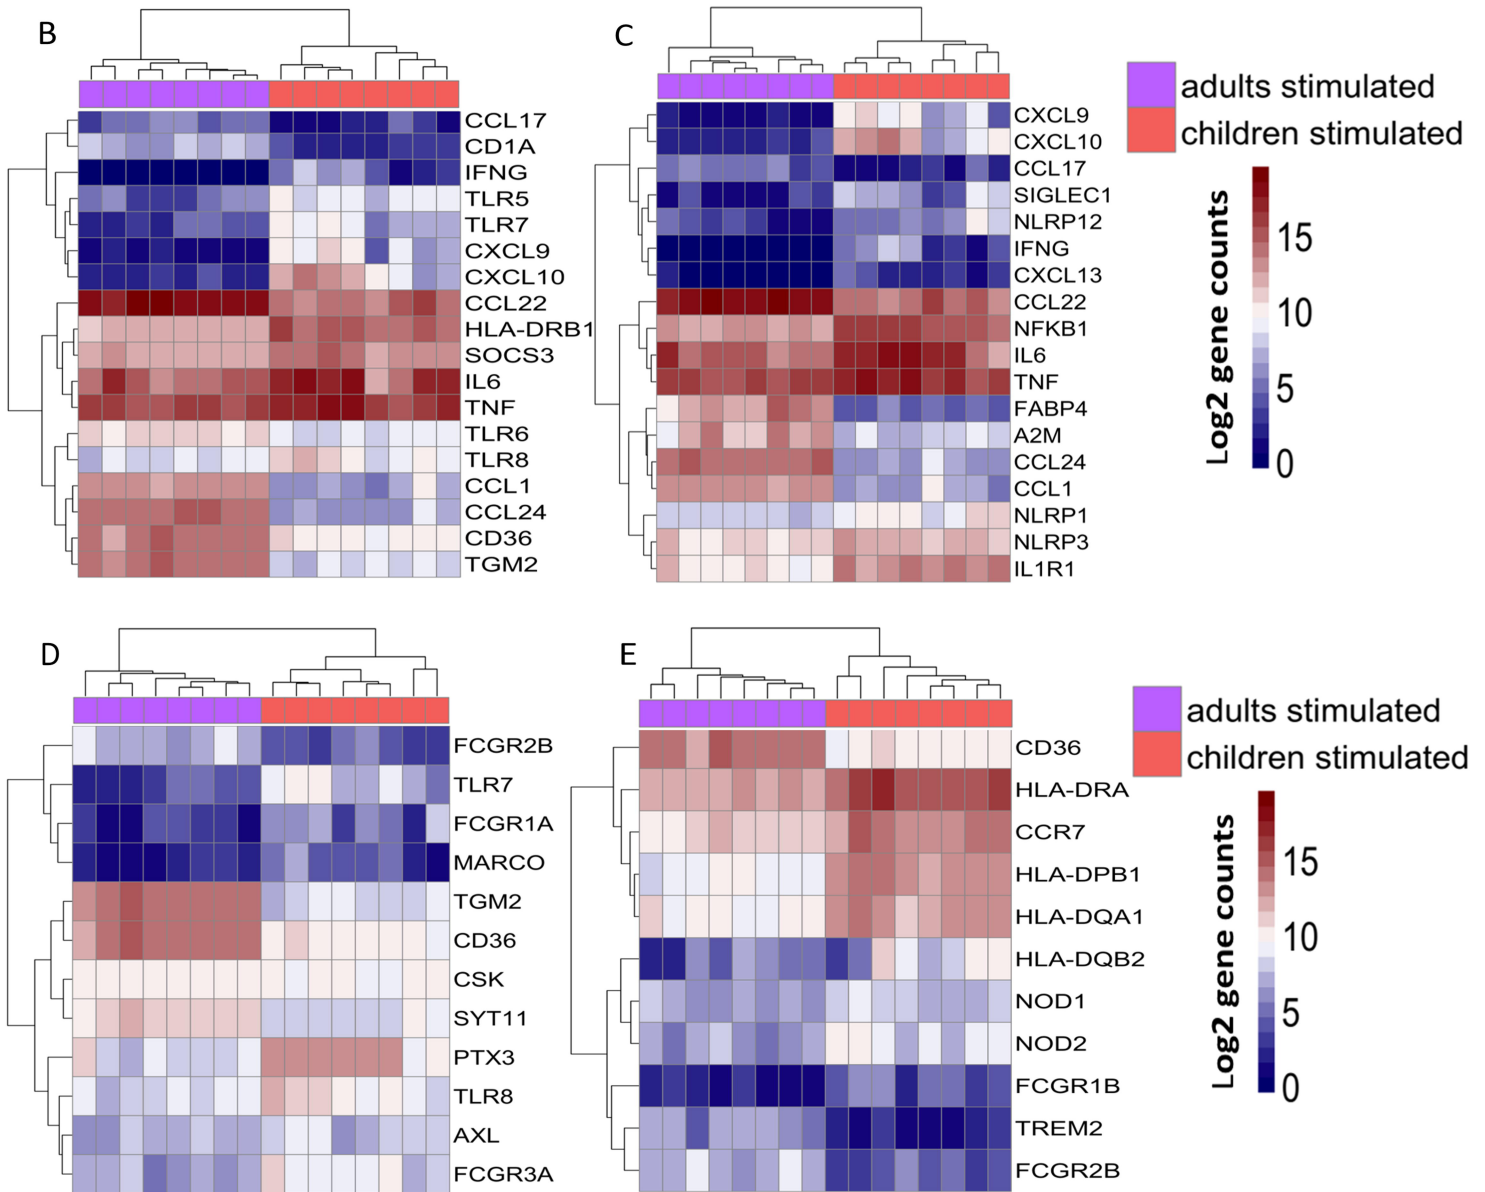 B
CCL17
CD1A
IFNG
TLR5
TLR7
CXCL9
CXCL10
CCL22
HLA-DRB1
SOCS3
IL6
TNF
TLR6
TLR8
CCL1
CCL24
CD36
TGM2
C
CXCL9
CXCL10
CCL17
SIGLEC1
NLRP12
IFNG
CXCL13
CCL22
NFKB1
IL6
TNF
FABP4
A2M
CCL24
CCL1
NLRP1
NLRP3
IL1R1
adults stimulated
children stimulated
Log2 gene counts
15
10
5
0
D
FCGR2B
TLR7
FCGR1A
MARCO
TGM2
CD36
CSK
SYT11
PTX3
TLR8
AXL
FCGR3A
E
CD36
HLA-DRA
CCR7
HLA-DPB1
HLA-DQA1
HLA-DQB2
NOD1
NOD2
FCGR1B
TREM2
FCGR2B
adults stimulated
children stimulated
Log2 gene counts
15
10
5
0